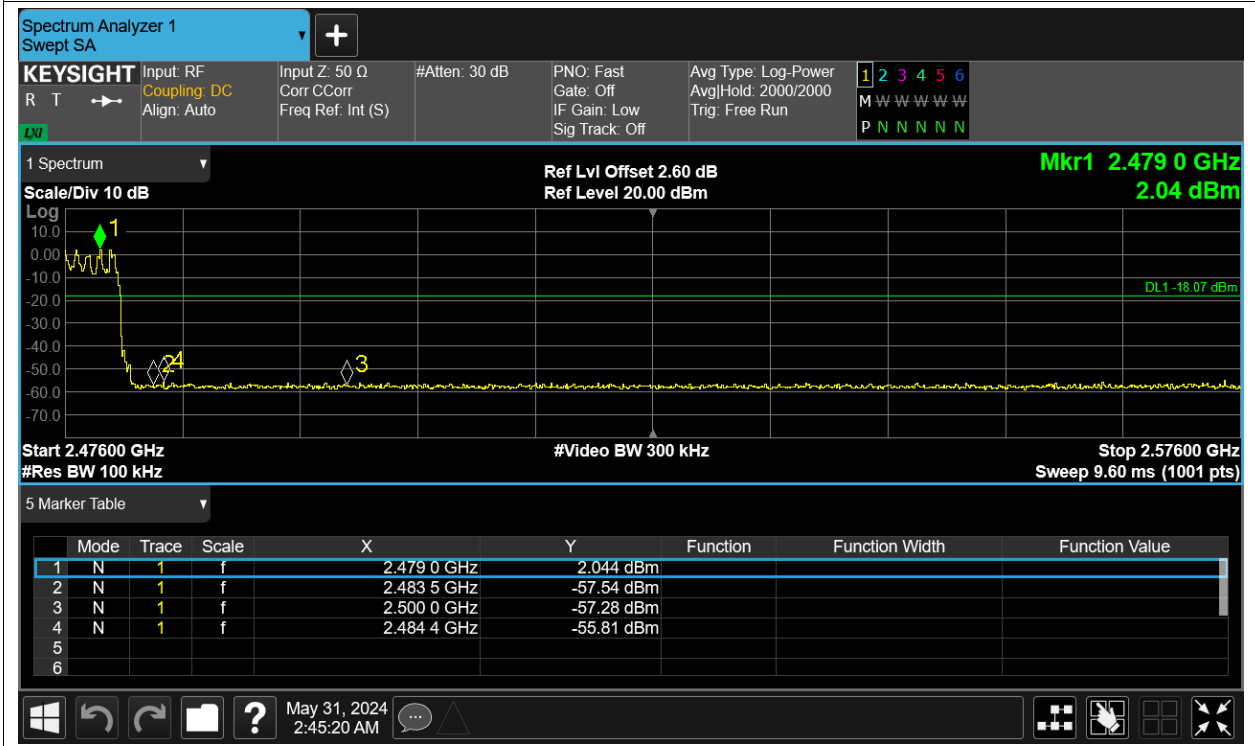 Spectrum Analyzer 1
Swept SA
+
KEYSIGHT Input: RF Input Z: 50 Ω #Atten: 30 dB PNO: Fast Avg Type: Log-Power 1 2 3 4 5 6
R T Coupling: DC Corr CCorr Gate: Off Avg|Hold: 2000/2000 M W W W W W
Align: Auto Freq Ref: Int (S) IF Gain: Low Trig: Free Run
LXI Sig Track: Off P N N N N N
1 Spectrum Ref Lvl Offset 2.60 dB Mkr1 2.479 0 GHz
Scale/Div 10 dB Ref Level 20.00 dBm 2.04 dBm
Log
10.0
0.00
-10.0
-20.0
-30.0
-40.0
-50.0
-60.0
-70.0
1
DL1 -18.07 dBm
2 4 3
Start 2.47600 GHz #Video BW 300 kHz Stop 2.57600 GHz
#Res BW 100 kHz Sweep 9.60 ms (1001 pts)
5 Marker Table
Mode Trace Scale X Y Function Function Width Function Value
1 N 1 f 2.479 0 GHz 2.044 dBm
2 N 1 f 2.483 5 GHz -57.54 dBm
3 N 1 f 2.500 0 GHz -57.28 dBm
4 N 1 f 2.484 4 GHz -55.81 dBm
5
6
? May 31, 2024
2:45:20 AM